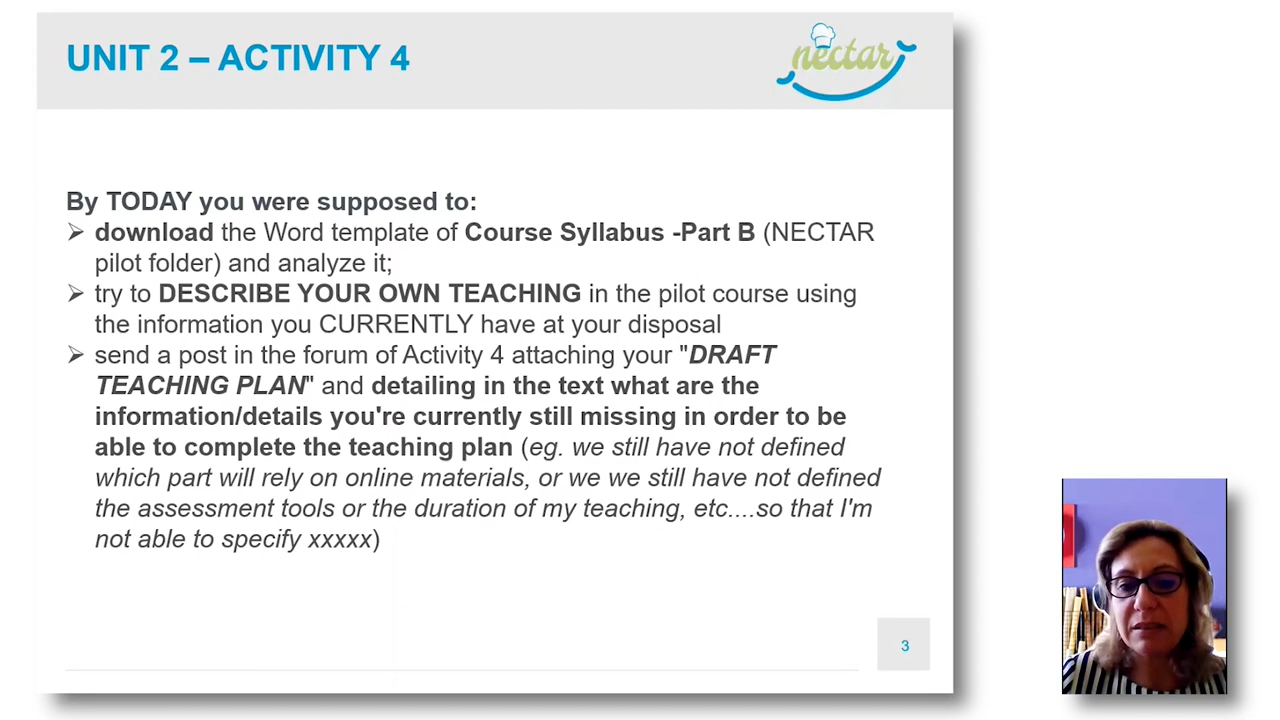 UNIT 2 – ACTIVITY 4
nectar
By TODAY you were supposed to:
➢ download the Word template of Course Syllabus -Part B (NECTAR
pilot folder) and analyze it;
➢ try to DESCRIBE YOUR OWN TEACHING in the pilot course using
the information you CURRENTLY have at your disposal
➢ send a post in the forum of Activity 4 attaching your "DRAFT
TEACHING PLAN" and detailing in the text what are the
information/details you're currently still missing in order to be
able to complete the teaching plan (eg. we still have not defined
which part will rely on online materials, or we we still have not defined
the assessment tools or the duration of my teaching, etc....so that I'm
not able to specify xxxxx)
3